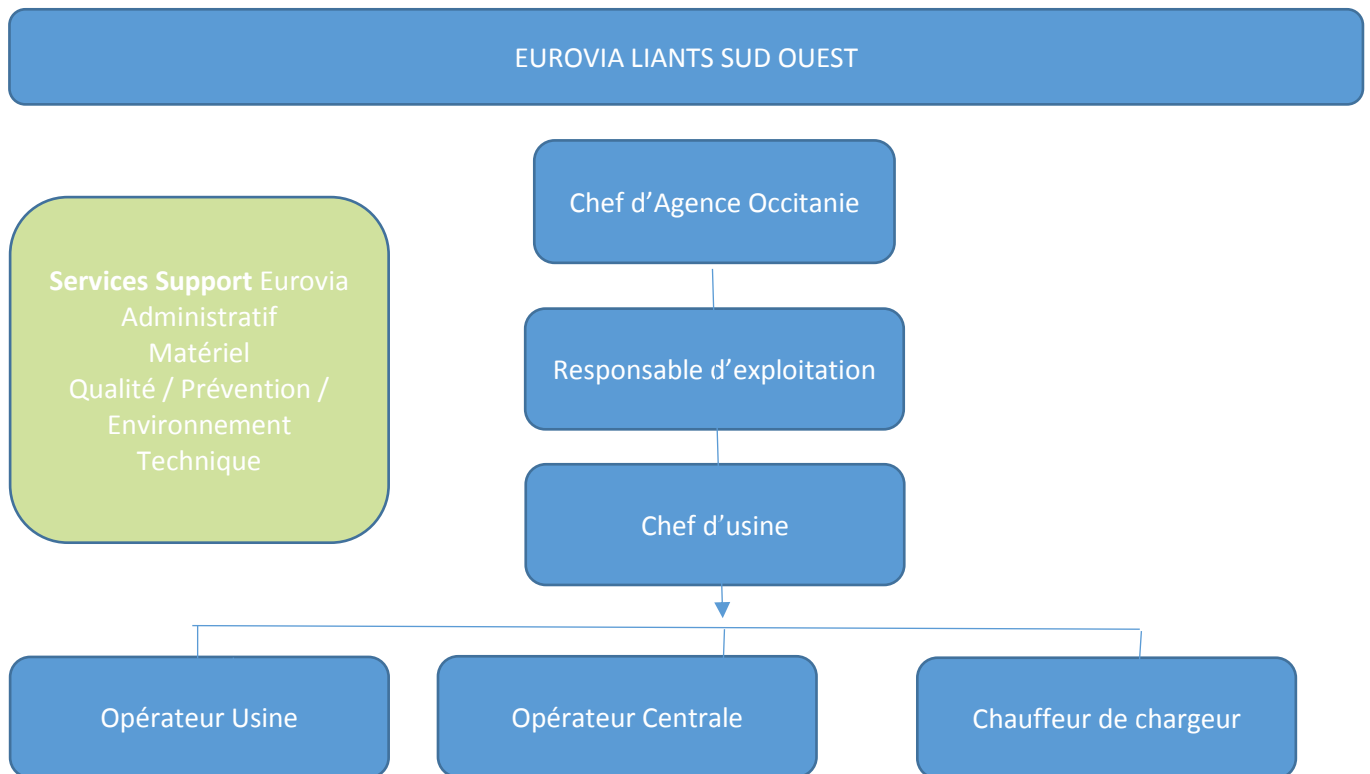 EUROVIA LIANTS SUD OUEST
Chef d’Agence Occitanie
Services Support Eurovia
Administratif
Matériel
Qualité / Prévention /
Environnement
Technique
Responsable d’exploitation
Chef d’usine
Opérateur Usine
Opérateur Centrale
Chauffeur de chargeur